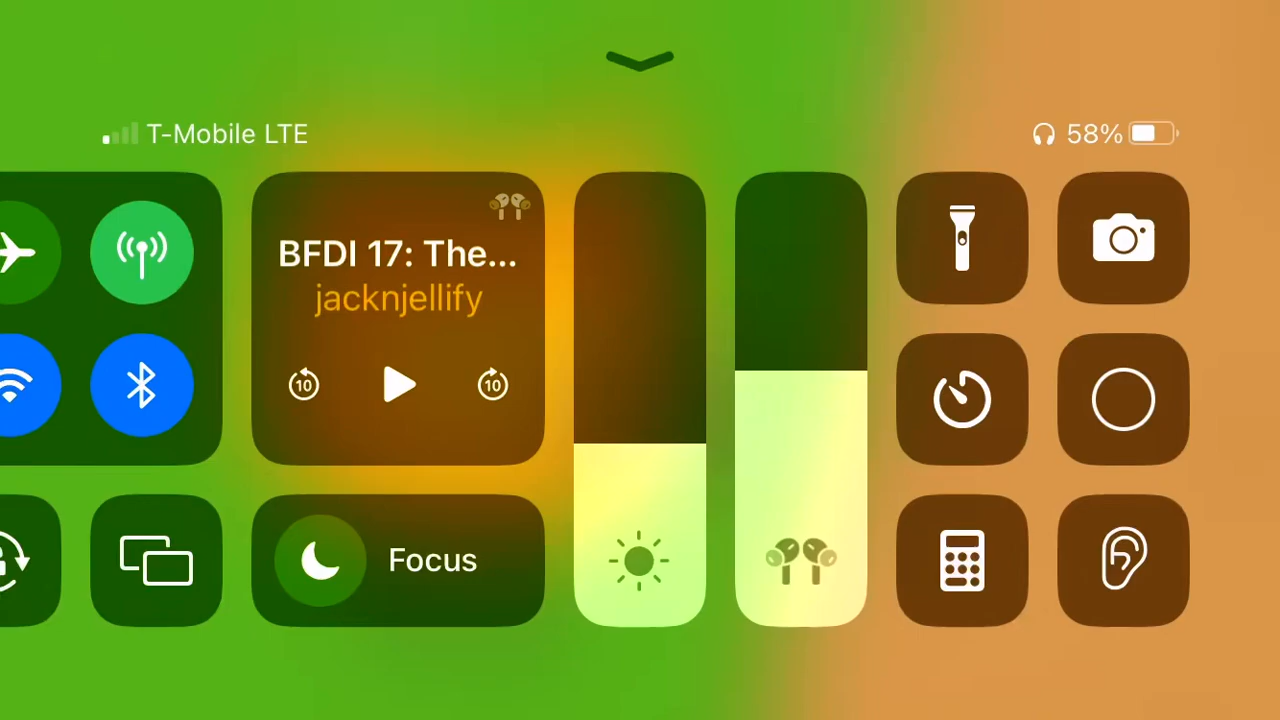 T-Mobile LTE
58%
BFDI 17: The...
jacknjellify
10
10
Focus